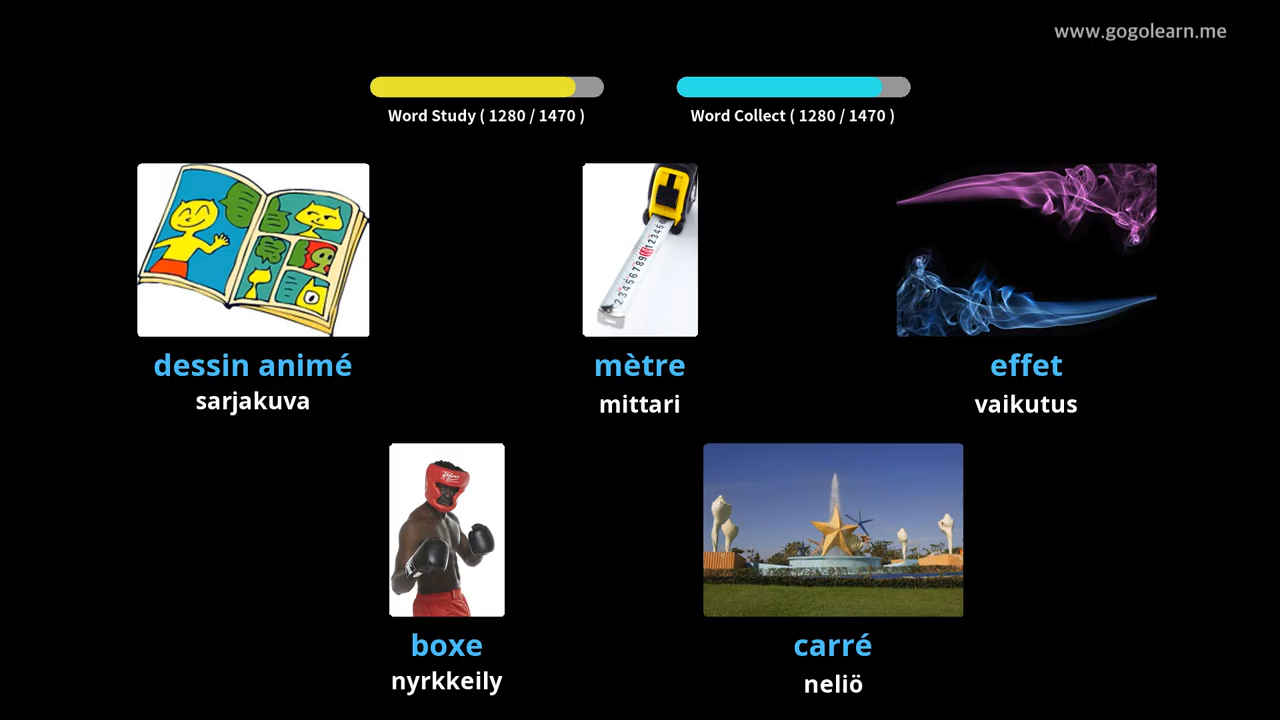 www.gogolearn.me
Word Study ( 1280 / 1470 )
Word Collect ( 1280 / 1470 )
dessin animé
sarjakuva
mètre
mittari
effet
vaikutus
boxe
nyrkkeily
carré
neliö